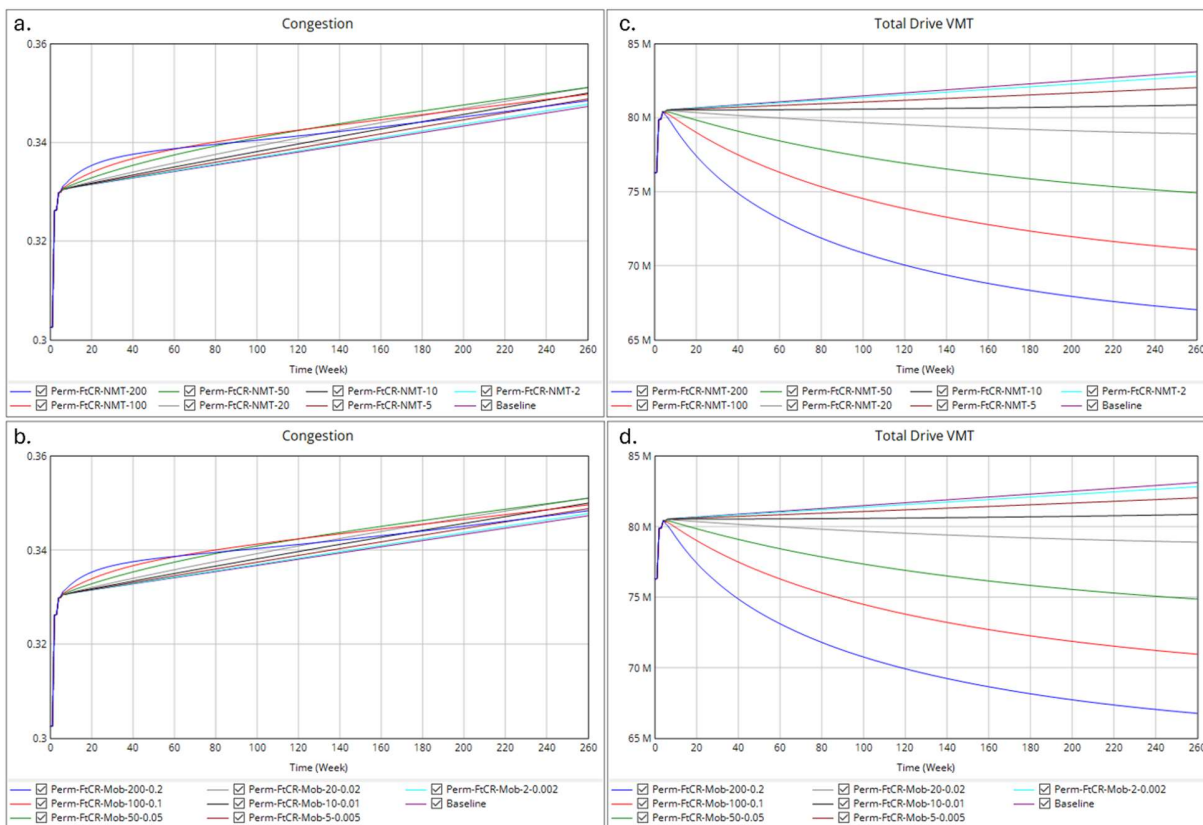 a.
Congestion
0.36
0.34
0.32
0.3
0 20 40 60 80 100 120 140 160 180 200 220 240 260
Time (Week)
Perm-FtCR-NMT-200 Perm-FtCR-NMT-50 Perm-FtCR-NMT-10 Perm-FtCR-NMT-2
Perm-FtCR-NMT-100 Perm-FtCR-NMT-20 Perm-FtCR-NMT-5 Baseline
c.
Total Drive VMT
85 M
80 M
75 M
70 M
65 M
0 20 40 60 80 100 120 140 160 180 200 220 240 260
Time (Week)
Perm-FtCR-NMT-200 Perm-FtCR-NMT-50 Perm-FtCR-NMT-10 Perm-FtCR-NMT-2
Perm-FtCR-NMT-100 Perm-FtCR-NMT-20 Perm-FtCR-NMT-5 Baseline
b.
Congestion
0.36
0.34
0.32
0.3
0 20 40 60 80 100 120 140 160 180 200 220 240 260
Time (Week)
Perm-FtCR-Mob-200-0.2 Perm-FtCR-Mob-20-0.02 Perm-FtCR-Mob-2-0.002
Perm-FtCR-Mob-100-0.1 Perm-FtCR-Mob-10-0.01 Baseline
Perm-FtCR-Mob-50-0.05 Perm-FtCR-Mob-5-0.005
d.
Total Drive VMT
85 M
80 M
75 M
70 M
65 M
0 20 40 60 80 100 120 140 160 180 200 220 240 260
Time (Week)
Perm-FtCR-Mob-200-0.2 Perm-FtCR-Mob-20-0.02 Perm-FtCR-Mob-2-0.002
Perm-FtCR-Mob-100-0.1 Perm-FtCR-Mob-10-0.01 Baseline
Perm-FtCR-Mob-50-0.05 Perm-FtCR-Mob-5-0.005